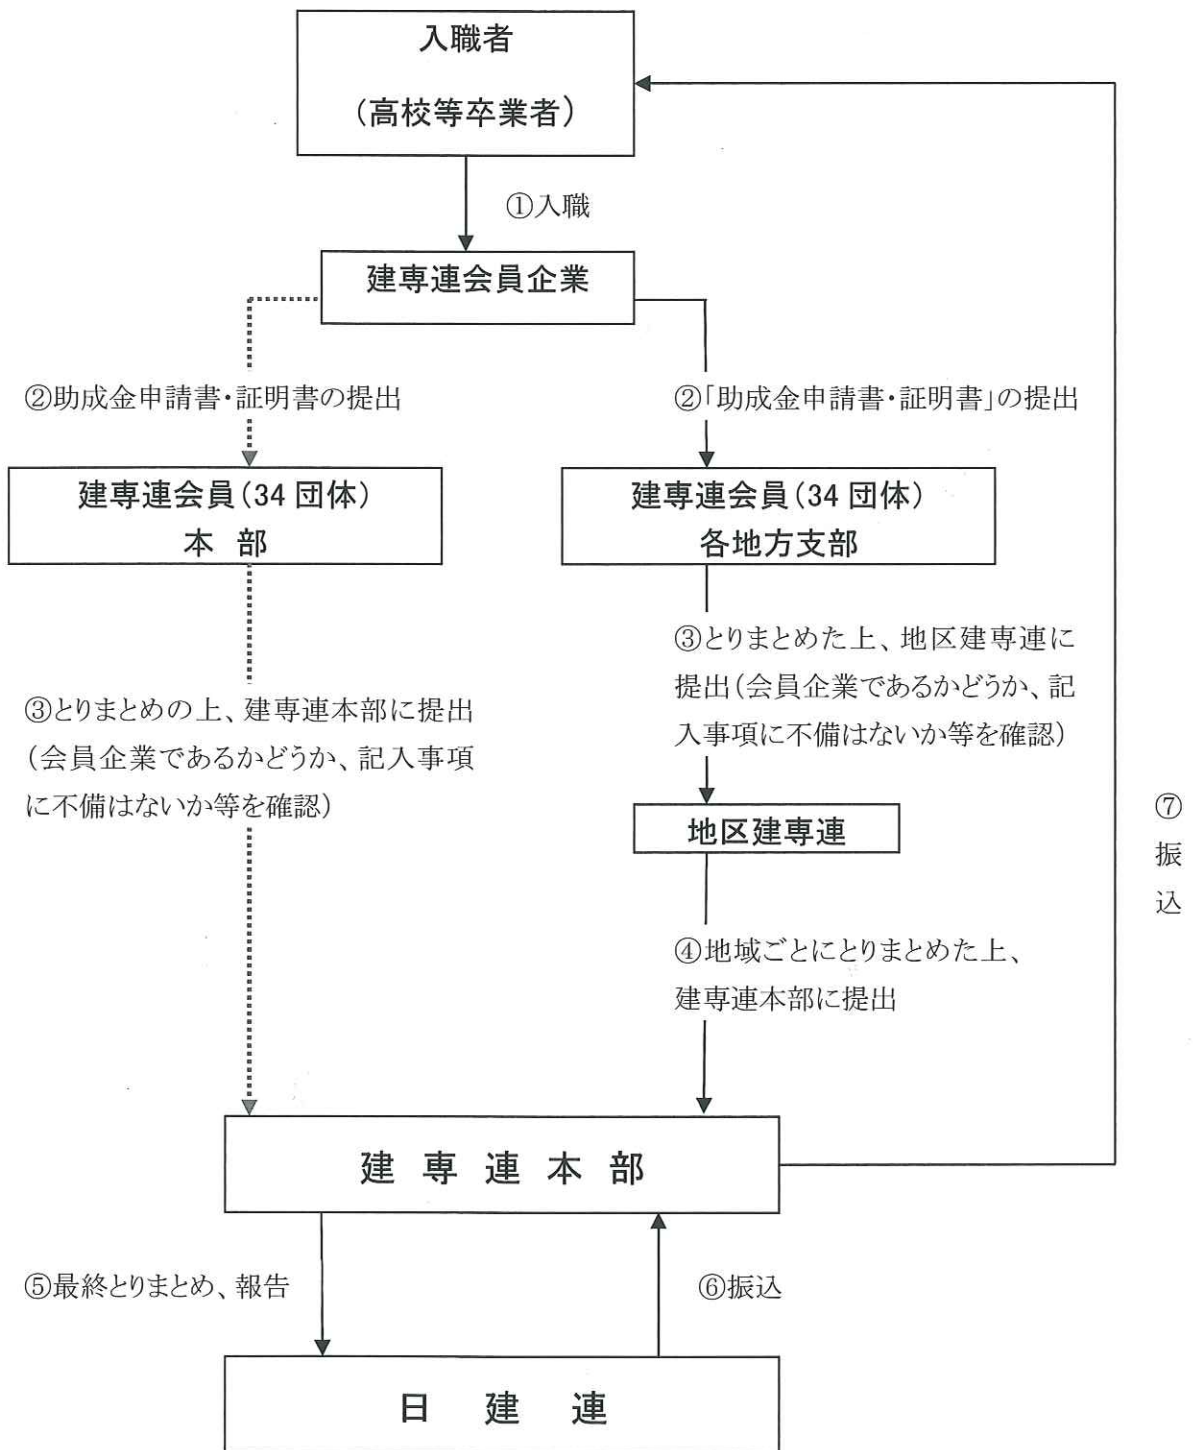 入職者
（高校等卒業者）
①入職
建専連会員企業
②助成金申請書・証明書の提出
②「助成金申請書・証明書」の提出
建専連会員（34 団体）
本　部
建専連会員（34 団体）
各地方支部
③とりまとめの上、建専連本部に提出
（会員企業であるかどうか、記入事項
に不備はないか等を確認）
③とりまとめた上、地区建専連に
提出（会員企業であるかどうか、記
入事項に不備はないか等を確認）
地区建専連
④地域ごとにとりまとめた上、
建専連本部に提出
⑦
振
込
建　専　連　本　部
⑤最終とりまとめ、報告
⑥振込
日　建　連